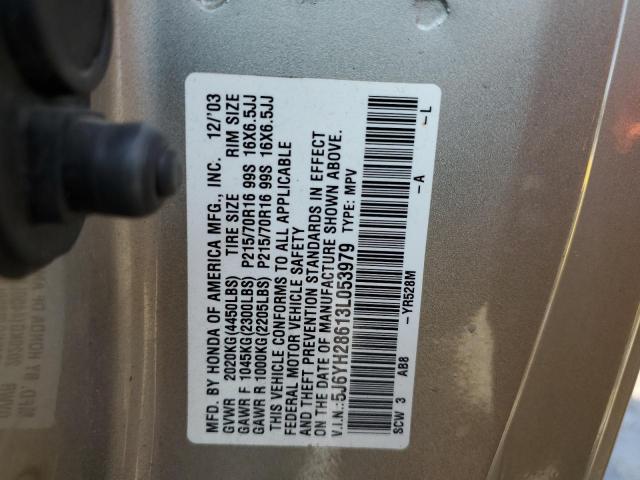 MFD. BY HONDA OF AMERICA MFG., INC. 12/'03
GVWR 2020KG(4450LBS) TIRE SIZE RIM SIZE
GAWR F 1045KG(2300LBS) P215/70R16 99S 16X6.5JJ
GAWR R 1000KG(2205LBS) P215/70R16 99S 16X6.5JJ
THIS VEHICLE CONFORMS TO ALL APPLICABLE
FEDERAL MOTOR VEHICLE SAFETY
AND THEFT PREVENTION STANDARDS IN EFFECT
ON THE DATE OF MANUFACTURE SHOWN ABOVE.
V.I.N.:5J6YH28613L053979 TYPE: MPV
SCW 3 AB8 -YR528M -A -L